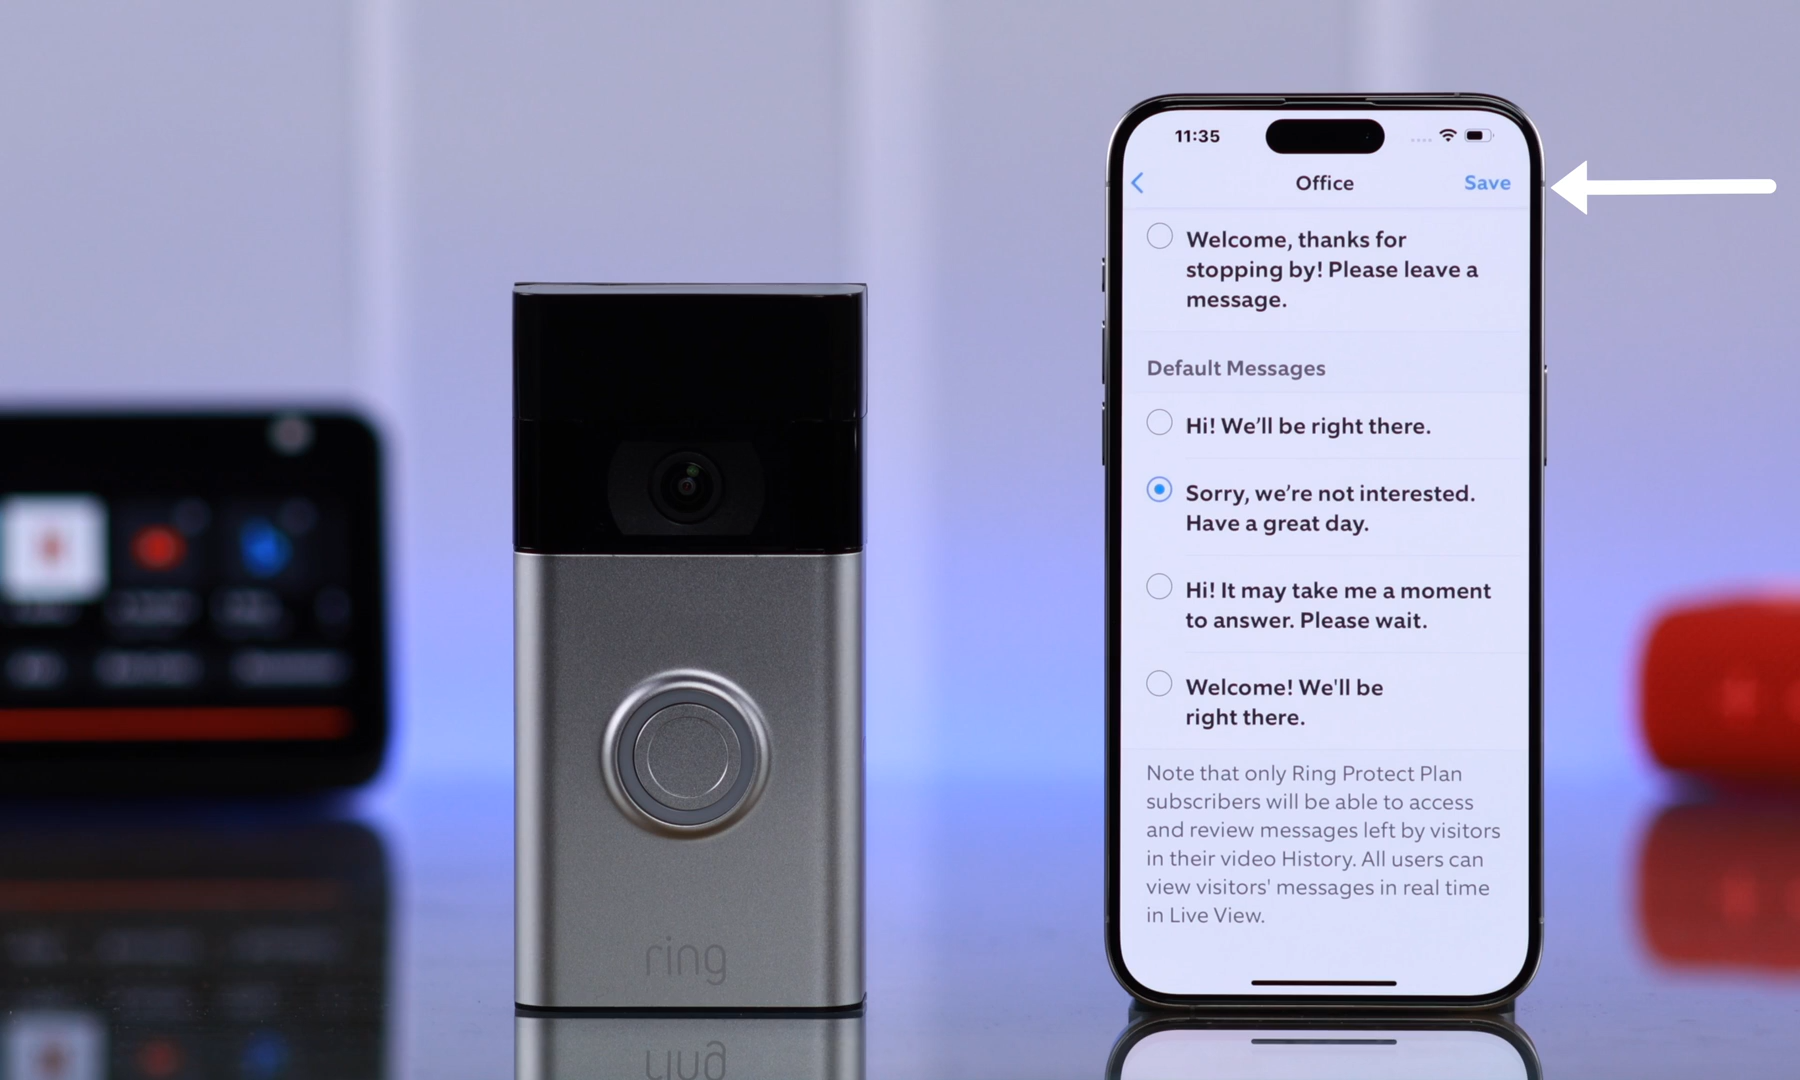 11:35
Office
Save
Welcome, thanks for
stopping by! Please leave a
message.
Default Messages
Hi! We’ll be right there.
Sorry, we’re not interested.
Have a great day.
Hi! It may take me a moment
to answer. Please wait.
Welcome! We'll be
right there.
Note that only Ring Protect Plan
subscribers will be able to access
and review messages left by visitors
in their video History. All users can
view visitors' messages in real time
in Live View.
ring